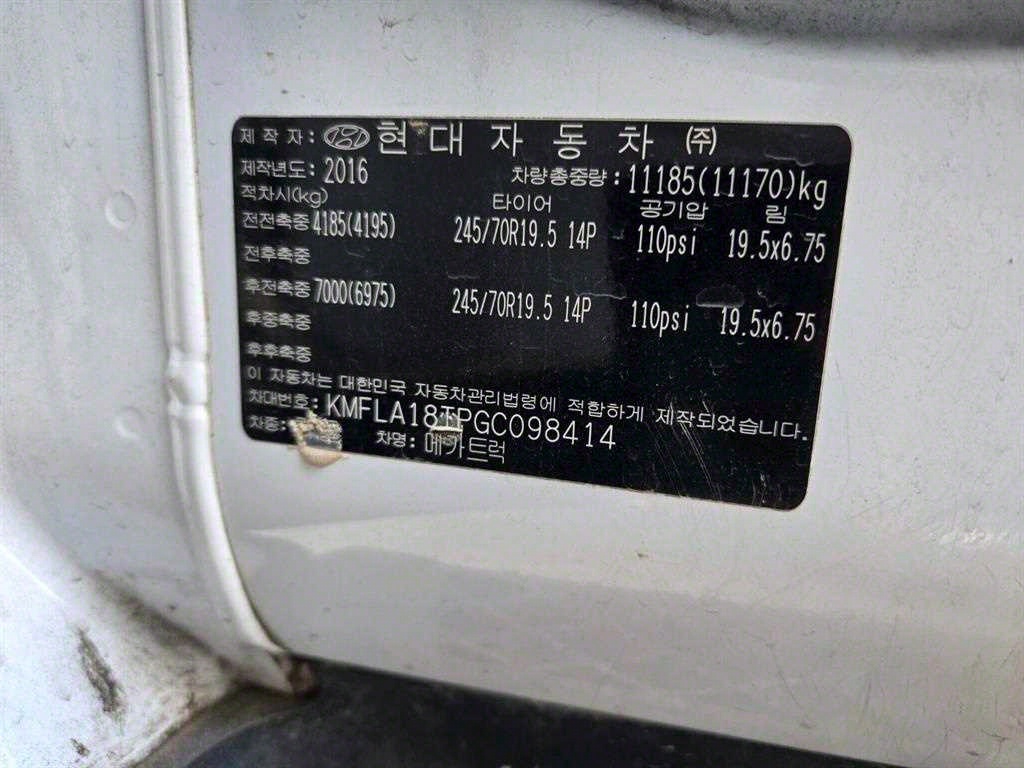 제 작 자: 현 대 자 동 차 ㈜
제작년도: 2016 차량총중량: 11185(11170)kg
적차시(kg) 타이어 공기압 림
전전축중 4185(4195) 245/70R19.5 14P 110psi 19.5x6.75
전후축중
후전축중 7000(6975) 245/70R19.5 14P 110psi 19.5x6.75
후중축중
후후축중
이 자동차는 대한민국 자동차관리법령에 적합하게 제작되었습니다.
차대번호: KMFLA18TPGC098414
차종: 차명: 메가트럭